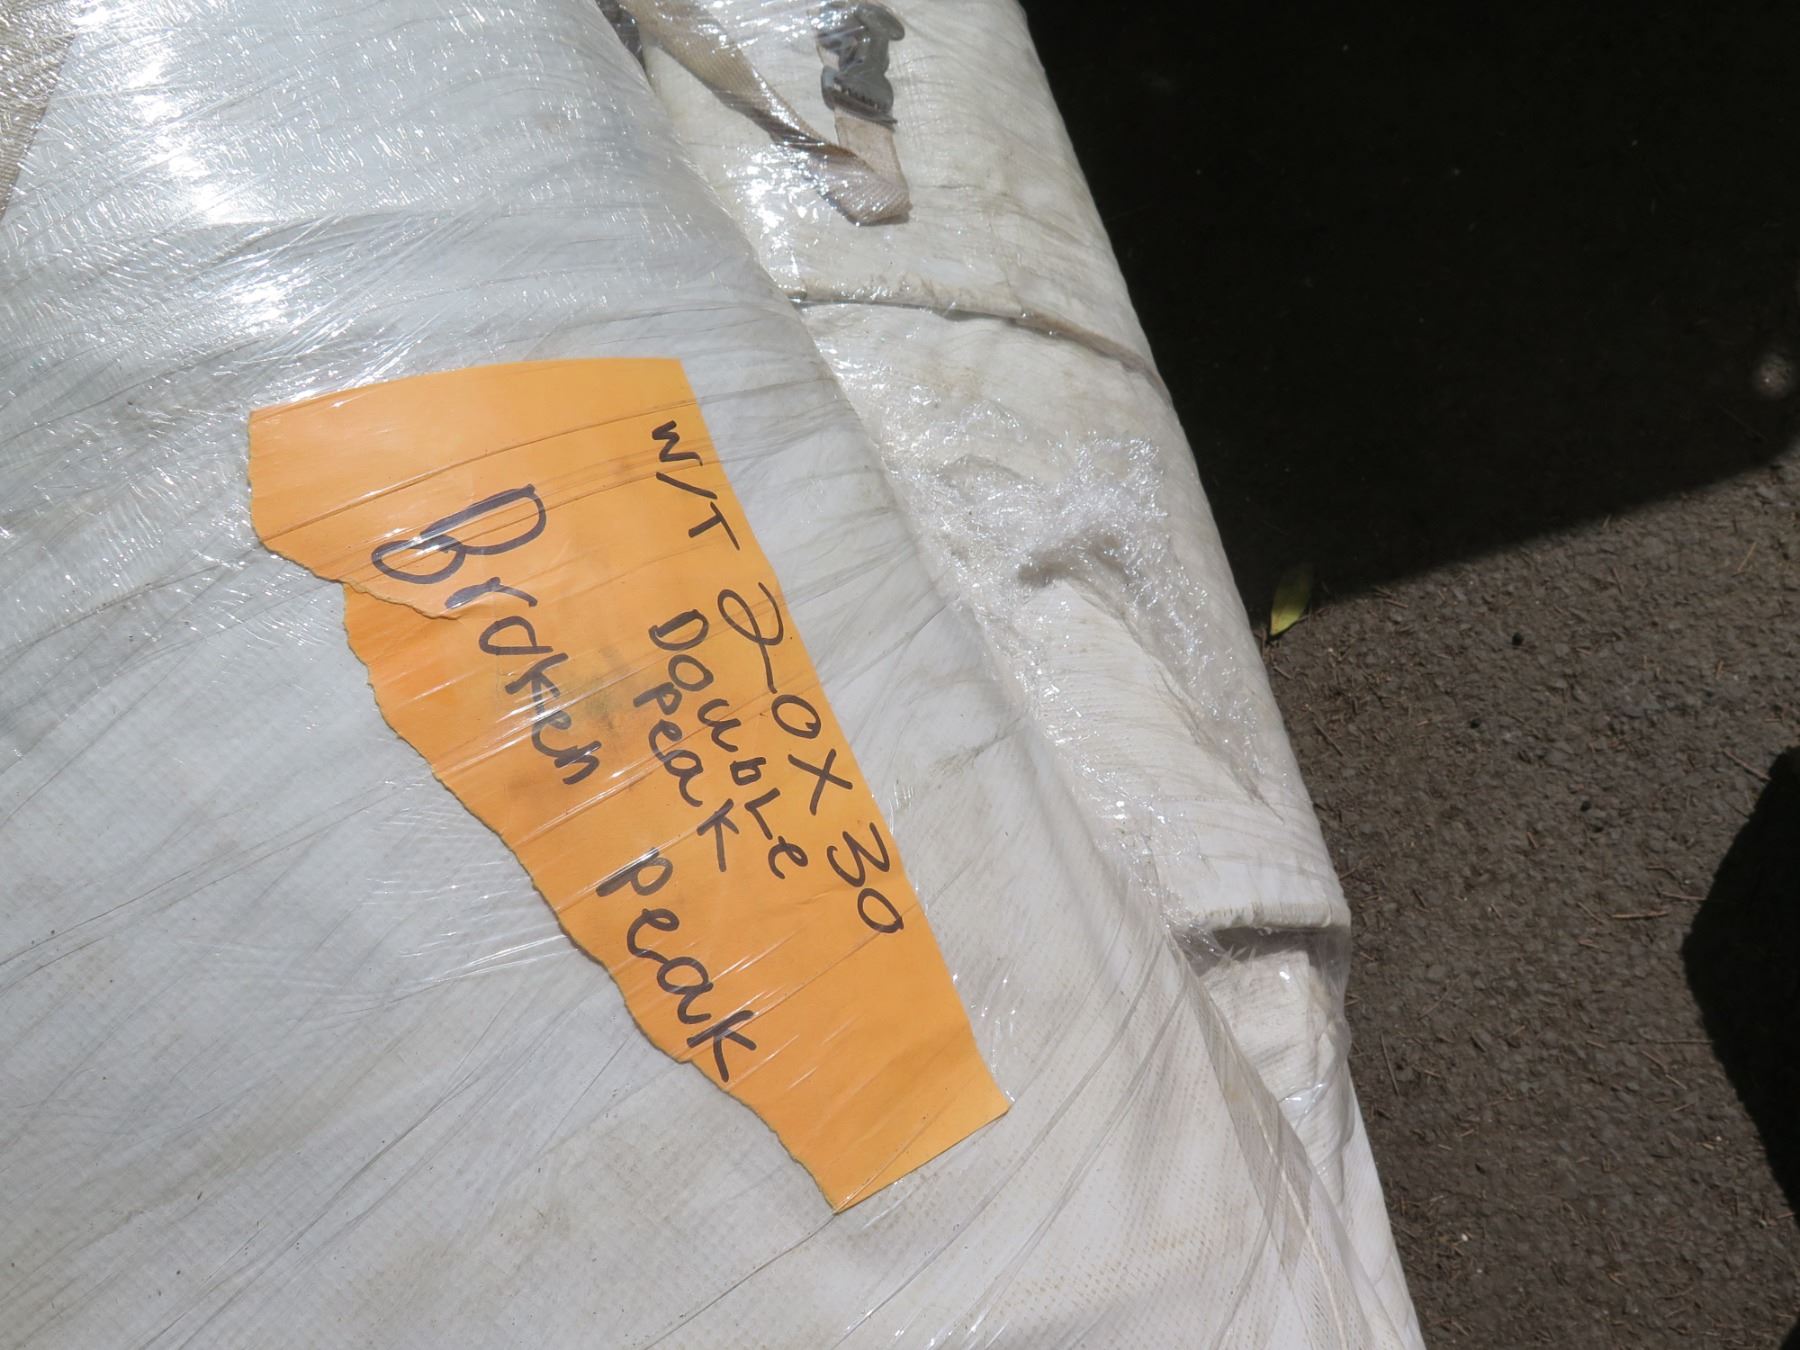 W/T 20x30
Double
peak
Broken peak